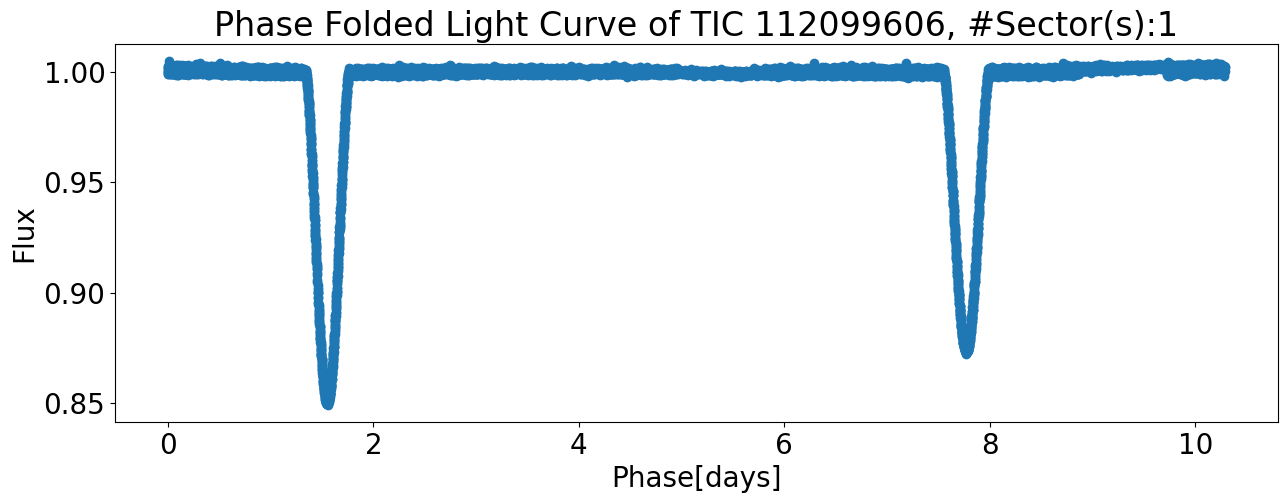 Phase Folded Light Curve of TIC 112099606, #Sector(s):1
1.00
0.95
0.90
0.85
Flux
0 2 4 6 8 10
Phase[days]